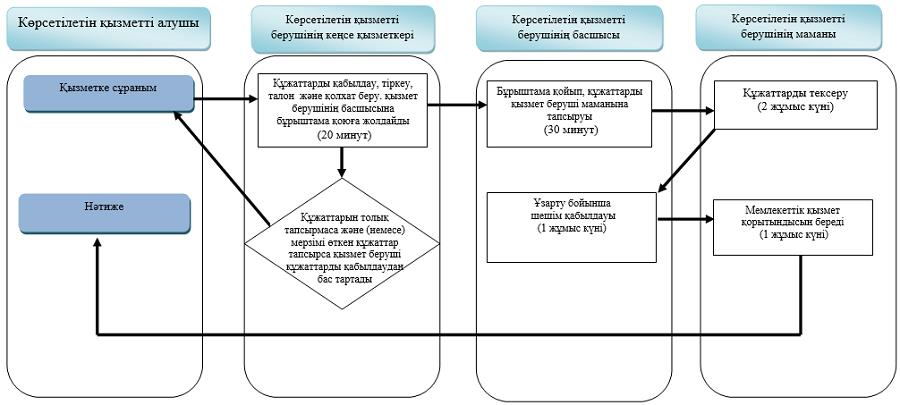 Көрсетілетін қызметті алушы
Көрсетілетін қызметті
берушінің кеңсе қызметкері
Көрсетілетін қызметті
берушінің басшысы
Көрсетілетін қызметті
берушінің маманы
Қызметке сұраным
Құжаттарды қабылдау, тіркеу,
талон және қолхат беру. қызмет
берушінің басшысына
бұрыштама қоюға жолдайды
(20 минут)
Бұрыштама қойып, құжаттарды
қызмет беруші маманына
тапсыруы
(30 минут)
Құжаттарды тексеру
(2 жұмыс күні)
Нәтиже
Құжаттарын толық
тапсырмаса және (немесе)
мерзімі өткен құжаттар
тапсырса қызмет беруші
құжаттарды қабылдаудан
бас тартады
Ұзарту бойынша
шешім қабылдауы
(1 жұмыс күні)
Мемлекеттік қызмет
қорытындысын береді
(1 жұмыс күні)